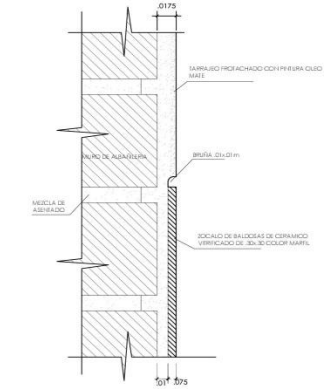 .0175
TARRAJEO FROTACHADO CON PINTURA OLEO
MATE
MURO DE ALBAÑILERIA
BRUÑA .01x.01m
MEZCLA DE
ASENTADO
ZOCALO DE BALDOSAS DE CERAMICO
VITRIFICADO DE .30x.30 COLOR MARFIL
.01
.075